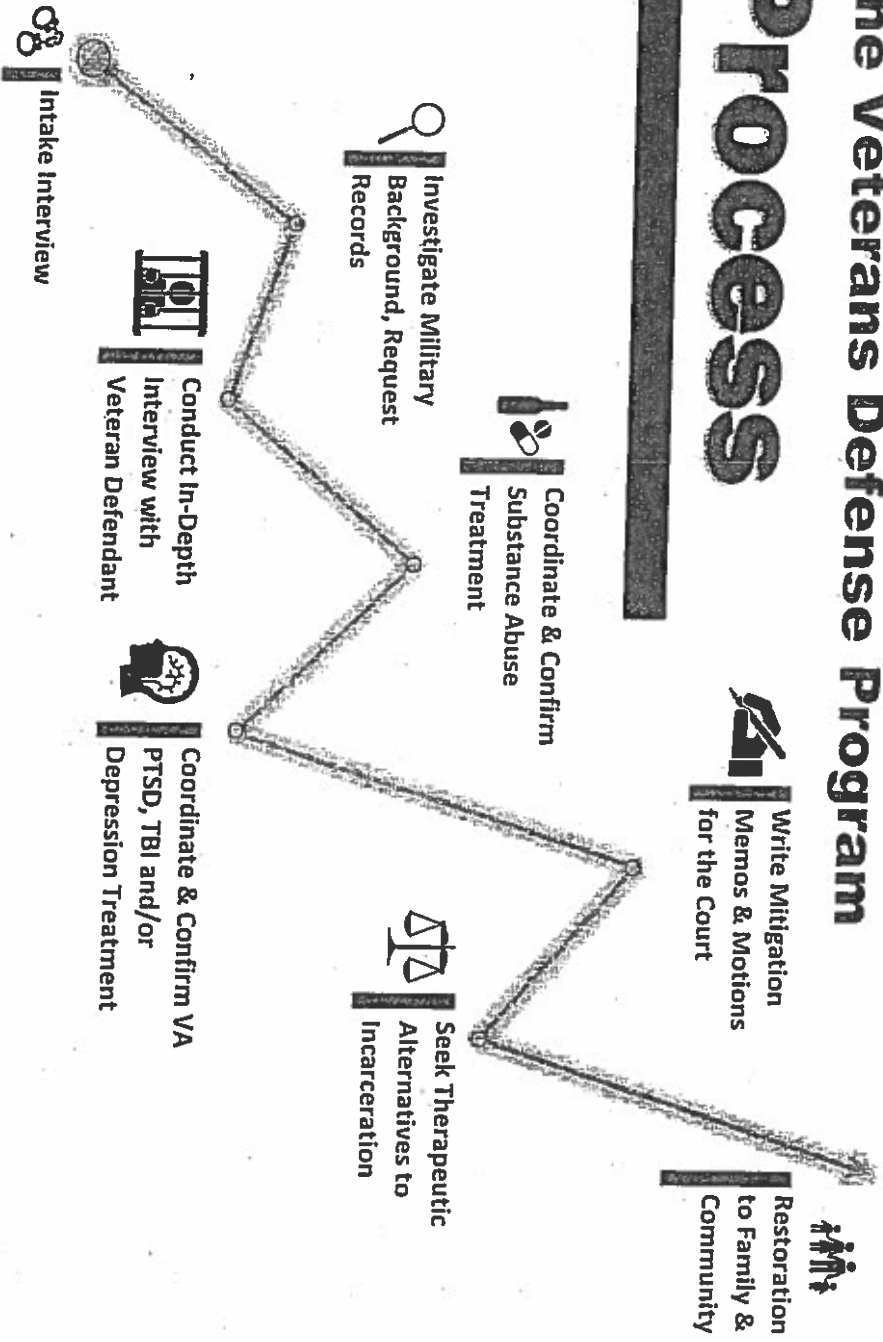 he Veterans Defense Program
Process
Intake Interview
Investigate Military
Background, Request
Records
Conduct In-Depth
Interview with
Veteran Defendant
Coordinate & Confirm
Substance Abuse
Treatment
Coordinate & Confirm VA
PTSD, TBI and/or
Depression Treatment
Write Mitigation
Memos & Motions
for the Court
Seek Therapeutic
Alternatives to
Incarceration
Restoration
to Family &
Community